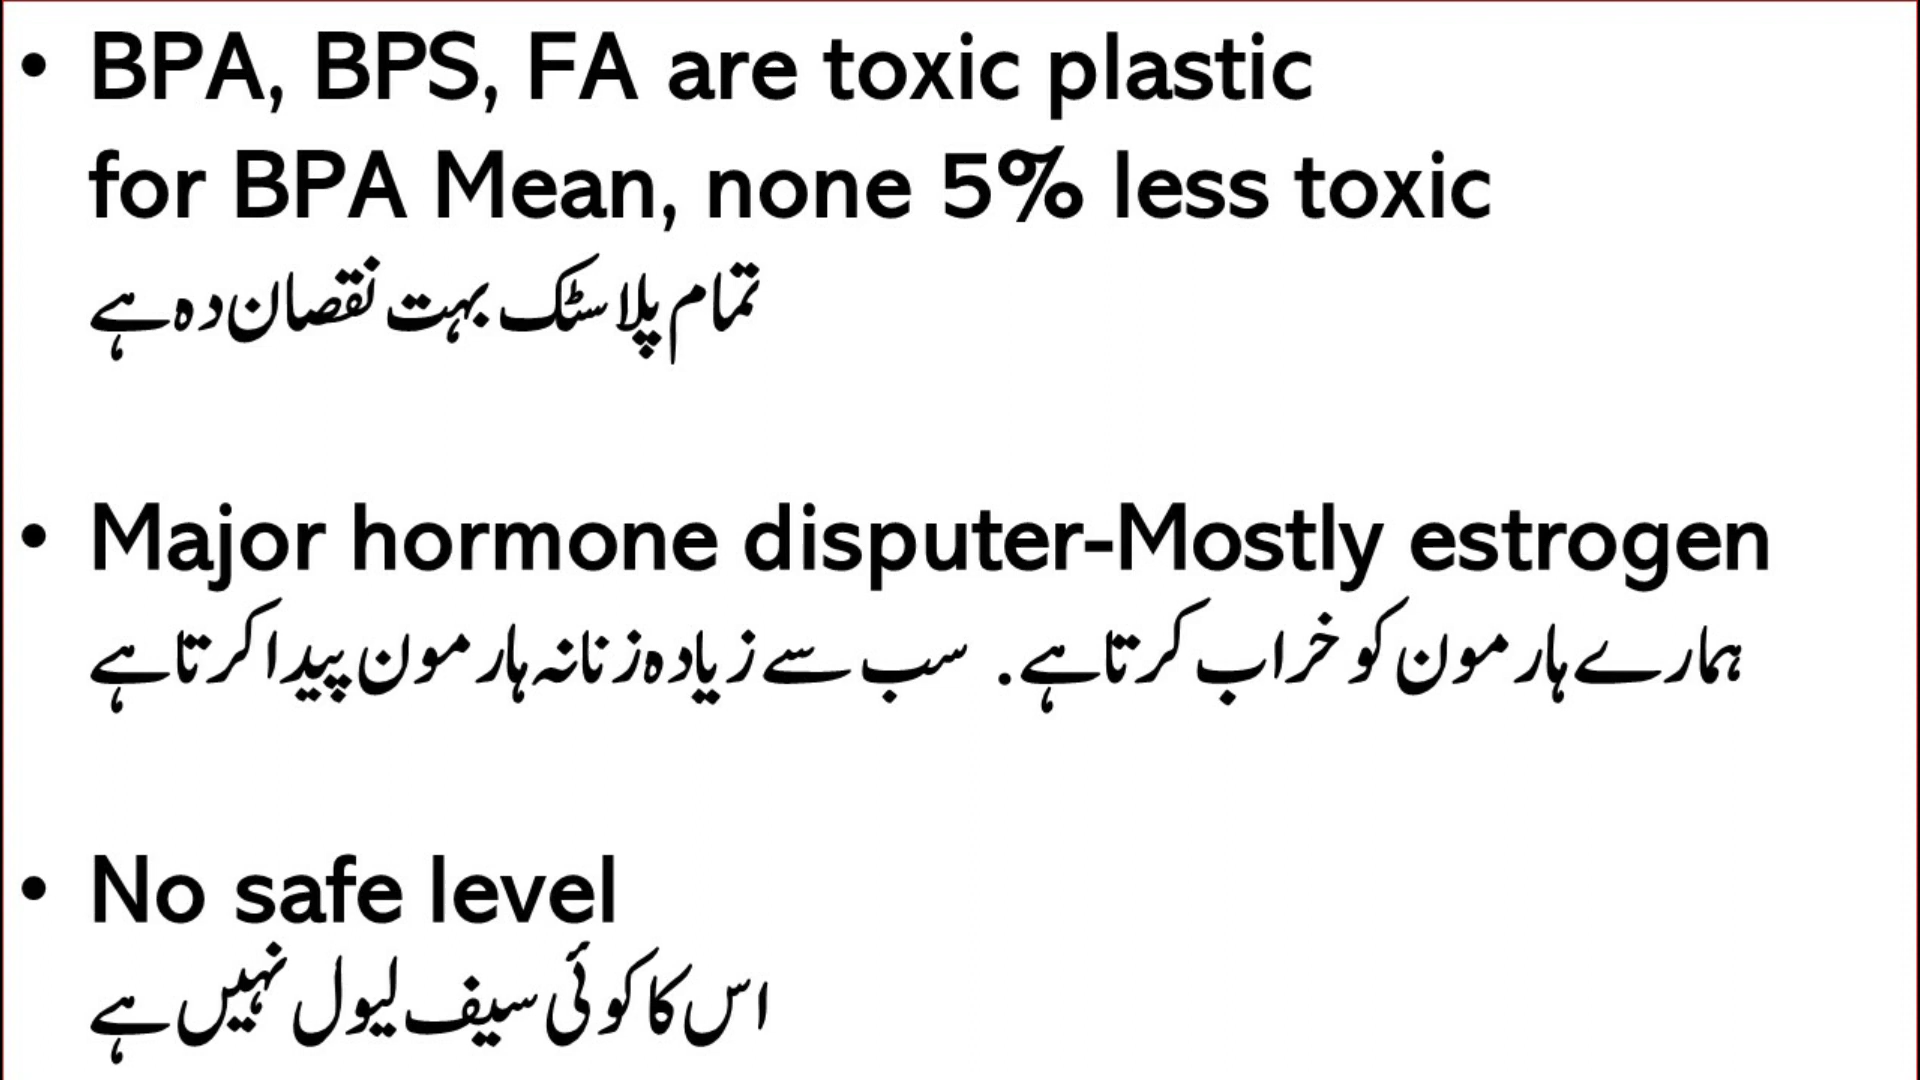 • BPA, BPS, FA are toxic plastic
for BPA Mean, none 5% less toxic
تمام پلاسٹک بہت نقصان دہ ہے
• Major hormone disputer-Mostly estrogen
ہمارے ہارمون کو خراب کرتا ہے. سب سے زیادہ زنانہ ہارمون پیدا کرتا ہے
• No safe level
اس کا کوئی سیف لیول نہیں ہے